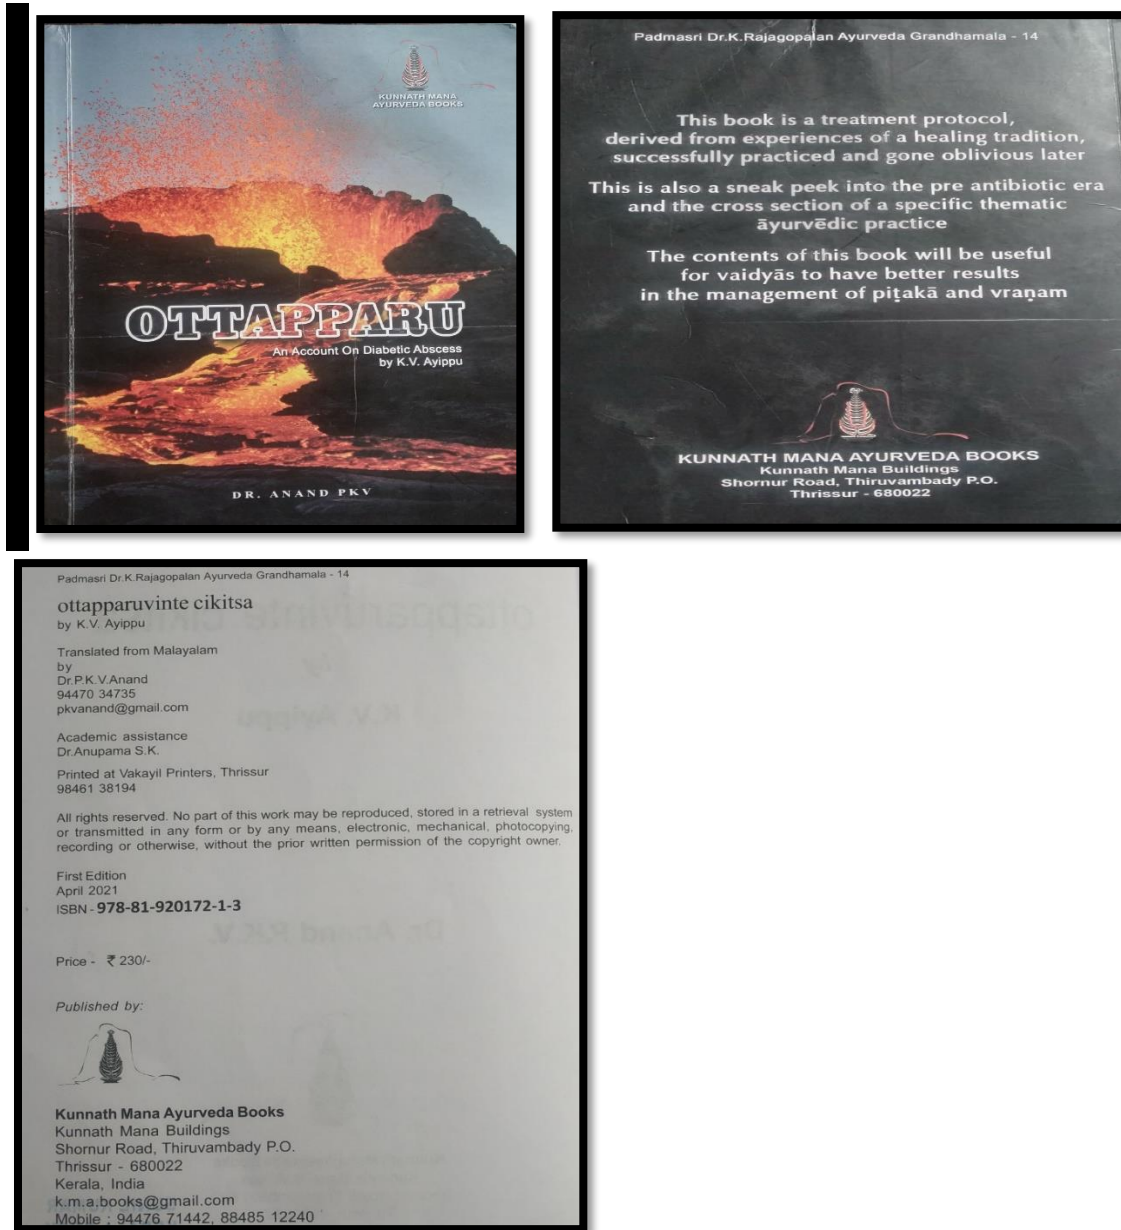 KUNNATH MANA
AYURVEDA BOOKS
OTTAPPARU
An Account On Diabetic Abscess
by K.V. Ayippu
DR. ANAND PKV
Padmasri Dr.K.Rajagopalan Ayurveda Grandhamala - 14
This book is a treatment protocol,
derived from experiences of a healing tradition,
successfully practiced and gone oblivious later
This is also a sneak peek into the pre antibiotic era
and the cross section of a specific thematic
āyurvēdic practice
The contents of this book will be useful
for vaidyās to have better results
in the management of piṭakā and vraṇam
KUNNATH MANA AYURVEDA BOOKS
Kunnath Mana Buildings
Shornur Road, Thiruvambady P.O.
Thrissur - 680022
Padmasri Dr.K.Rajagopalan Ayurveda Grandhamala - 14
ottapparuvinte cikitsa
by K.V. Ayippu
Translated from Malayalam
by
Dr.P.K.V.Anand
94470 34735
pkvanand@gmail.com
Academic assistance
Dr.Anupama S.K.
Printed at Vakayil Printers, Thrissur
98461 38194
All rights reserved. No part of this work may be reproduced, stored in a retrieval system
or transmitted in any form or by any means, electronic, mechanical, photocopying,
recording or otherwise, without the prior written permission of the copyright owner.
First Edition
April 2021
ISBN - 978-81-920172-1-3
Price - ₹ 230/-
Published by:
Kunnath Mana Ayurveda Books
Kunnath Mana Buildings
Shornur Road, Thiruvambady P.O.
Thrissur - 680022
Kerala, India
k.m.a.books@gmail.com
Mobile : 94476 71442, 88485 12240